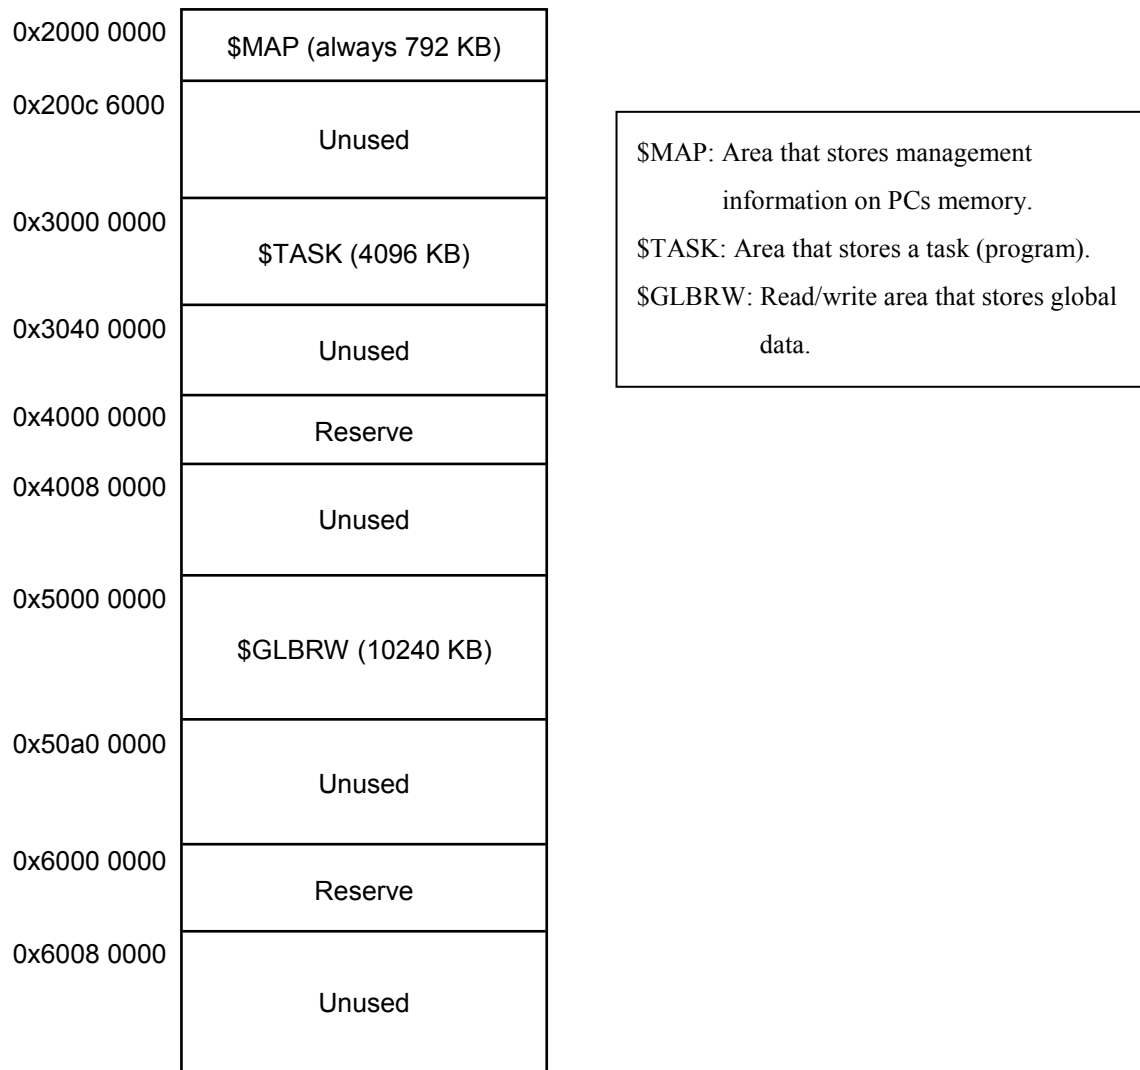 0x2000 0000
$MAP (always 792 KB)
0x200c 6000
Unused
0x3000 0000
$TASK (4096 KB)
0x3040 0000
Unused
0x4000 0000
Reserve
0x4008 0000
Unused
0x5000 0000
$GLBRW (10240 KB)
0x50a0 0000
Unused
0x6000 0000
Reserve
0x6008 0000
Unused
$MAP: Area that stores management
information on PCs memory.
$TASK: Area that stores a task (program).
$GLBRW: Read/write area that stores global
data.